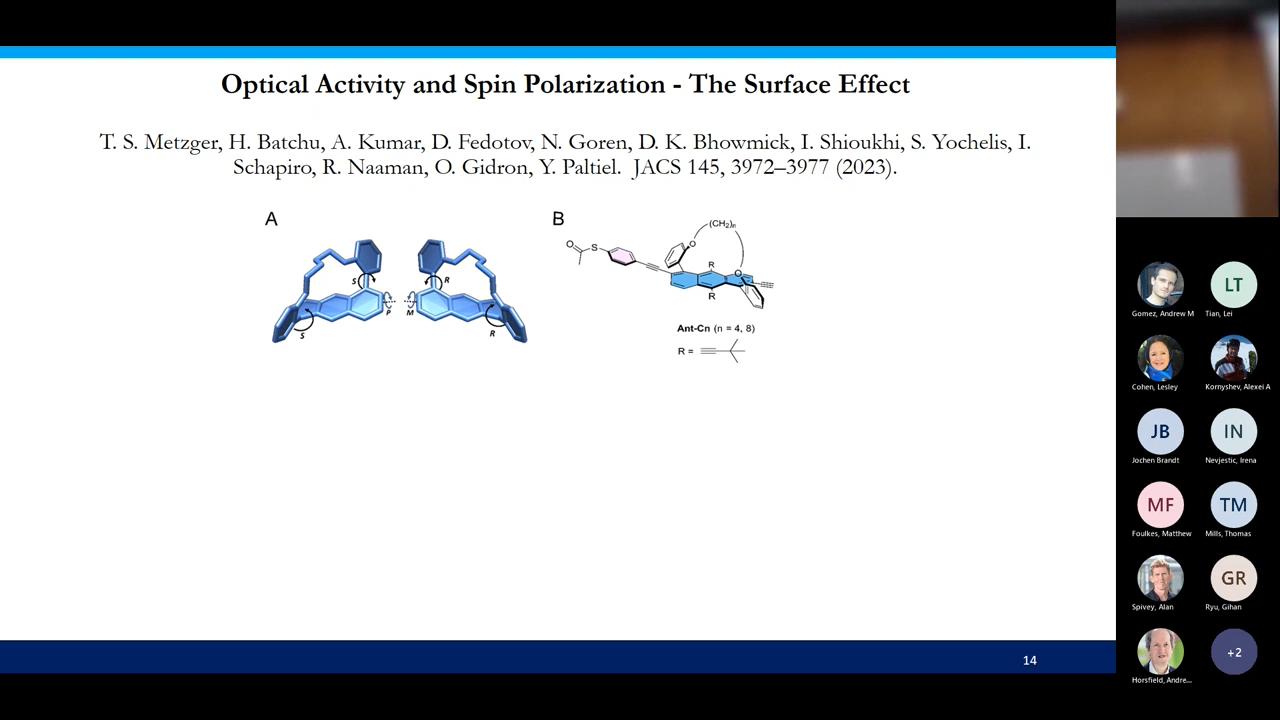 Optical Activity and Spin Polarization - The Surface Effect
T. S. Metzger, H. Batchu, A. Kumar, D. Fedotov, N. Goren, D. K. Bhowmick, I. Shioukhi, S. Yochelis, I.
Schapiro, R. Naaman, O. Gidron, Y. Paltiel. JACS 145, 3972–3977 (2023).
A
S
P
S
M
R
R
B
O
S
O
(CH2)n
R
O
R
Ant-Cn (n = 4, 8)
R =
14
Gomez, Andrew M
LT
Tian, Lei
Cohen, Lesley
Kornyshev, Alexei A
JB
Jochen Brandt
IN
Nevjestic, Irena
MF
Foulkes, Matthew
TM
Mills, Thomas
Spivey, Alan
GR
Ryu, Gihan
Horsfield, Andre...
+2